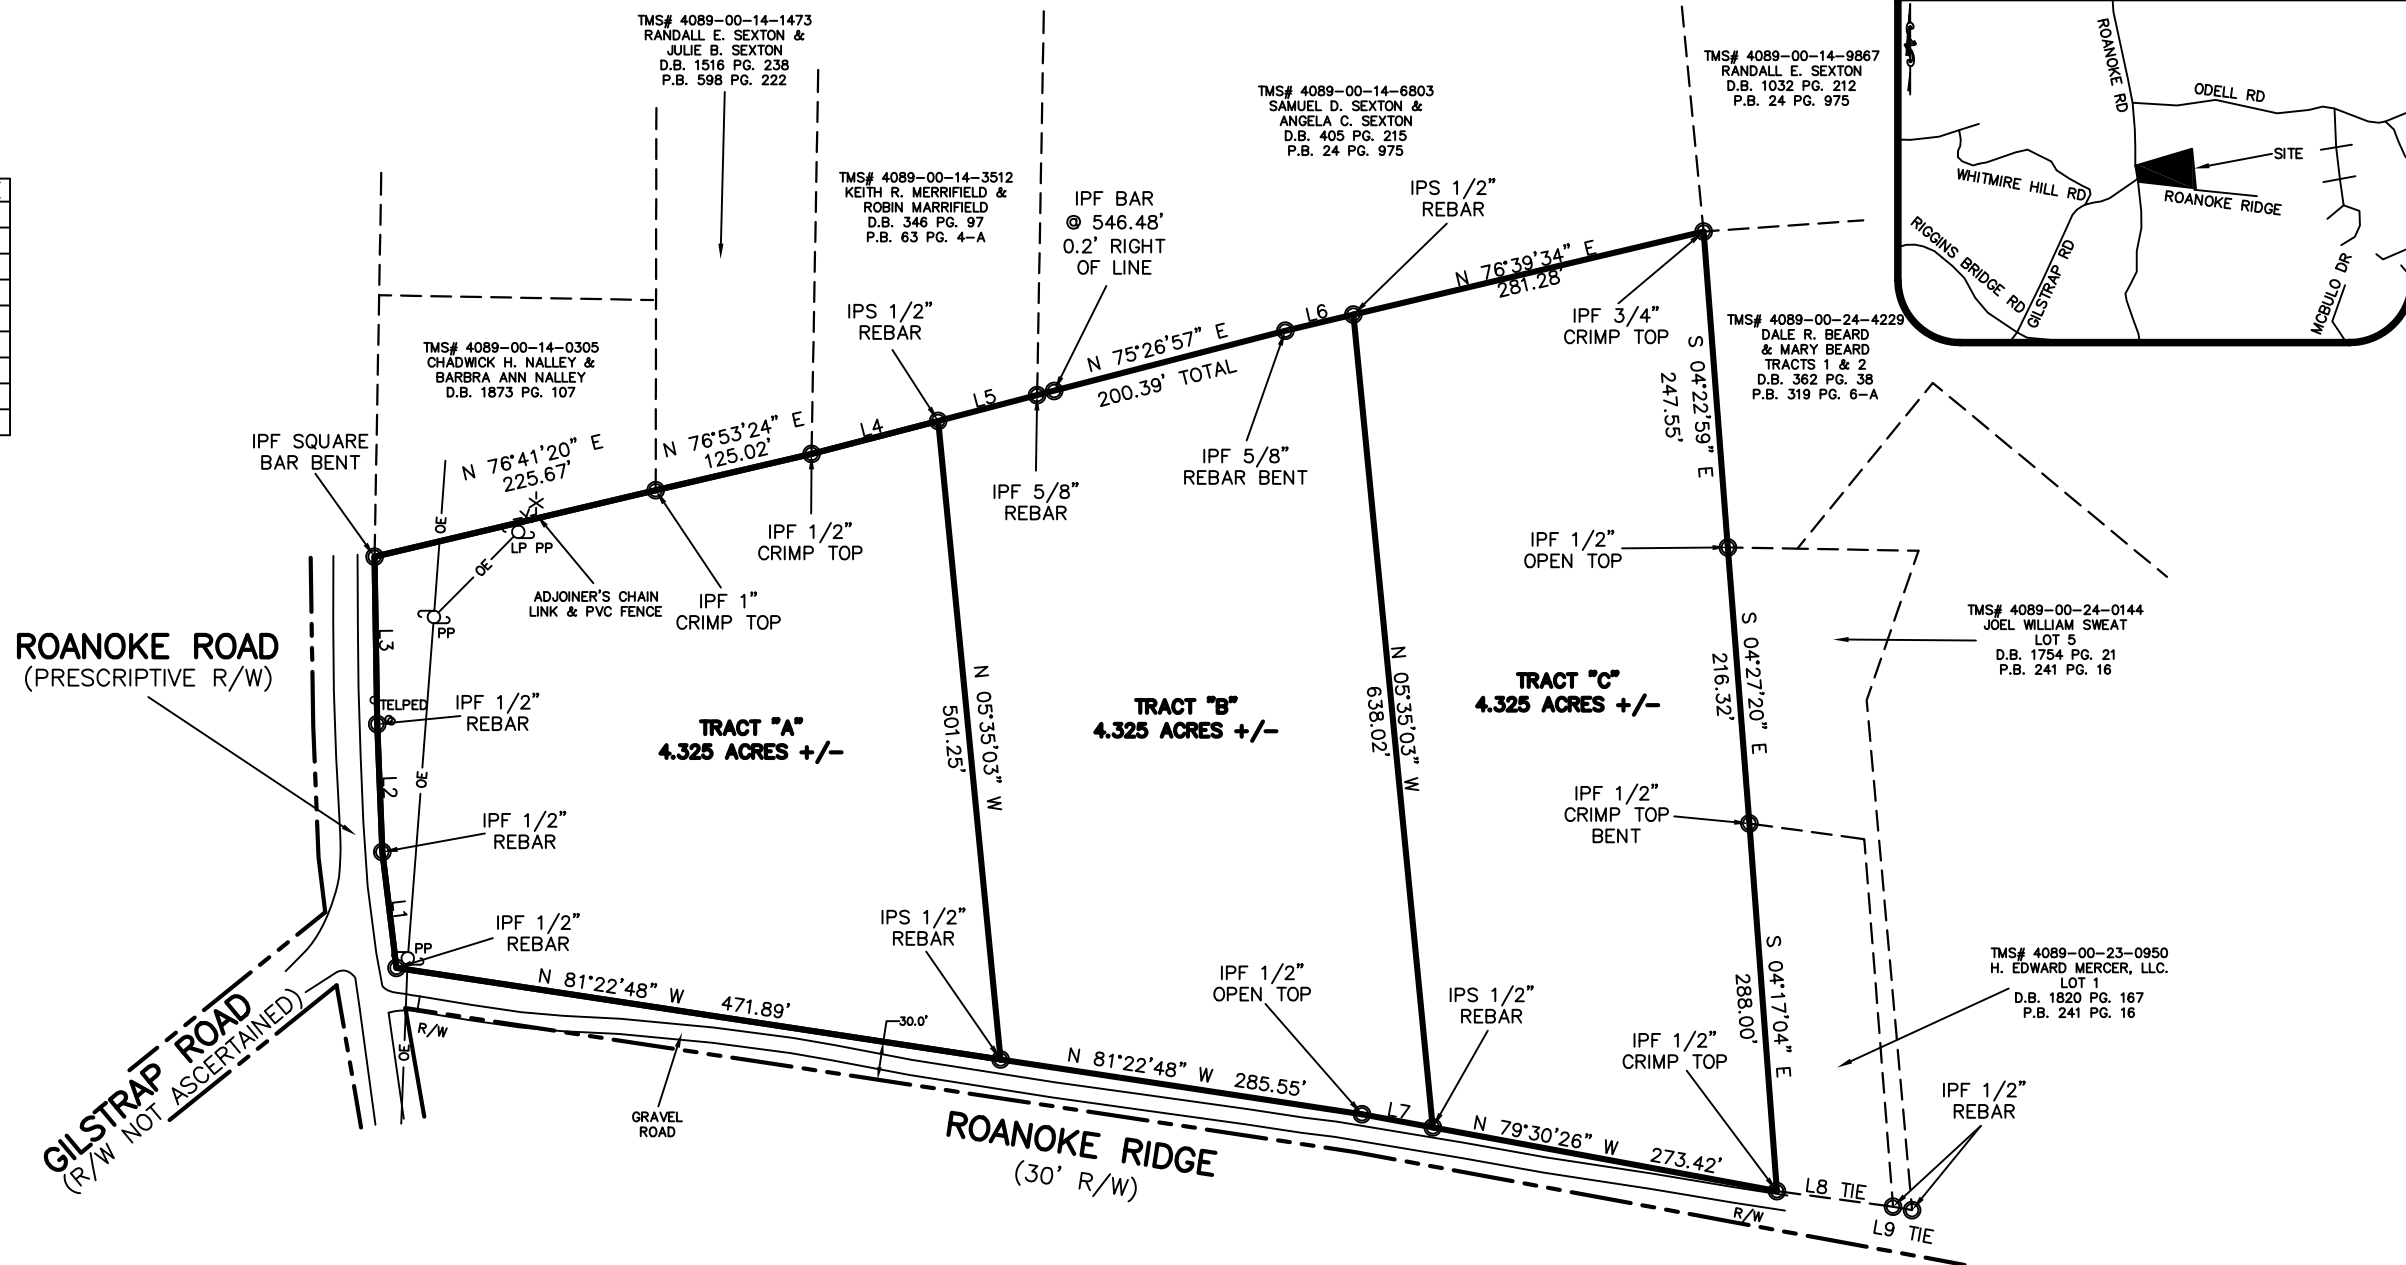 TMS# 4089-00-14-1473
RANDALL E. SEXTON &
JULIE B. SEXTON
D.B. 1516 PG. 238
P.B. 598 PG. 222
TMS# 4089-00-14-3512
KEITH R. MERRIFIELD &
ROBIN MARRIFIELD
D.B. 346 PG. 97
P.B. 63 PG. 4-A
IPF BAR
@ 546.48'
0.2' RIGHT
OF LINE
TMS# 4089-00-14-6803
SAMUEL D. SEXTON &
ANGELA C. SEXTON
D.B. 405 PG. 215
P.B. 24 PG. 975
IPS 1/2"
REBAR
TMS# 4089-00-14-9867
RANDALL E. SEXTON
D.B. 1032 PG. 212
P.B. 24 PG. 975
ROANOKE RD
ODELL RD
SITE
WHITMIRE HILL RD
ROANOKE RIDGE
RIGGINS BRIDGE RD
GILSTRAP RD
MCBULO DR
TMS# 4089-00-14-0305
CHADWICK H. NALLEY &
BARBRA ANN NALLEY
D.B. 1873 PG. 107
IPS 1/2"
REBAR
IPF SQUARE
BAR BENT
N 76°41'20" E
225.67'
N 76°53'24" E
125.02'
L4
L5
N 75°26'57" E
200.39' TOTAL
L6
N 76°39'34" E
281.28'
IPF 3/4"
CRIMP TOP
TMS# 4089-00-24-4229
DALE R. BEARD
& MARY BEARD
TRACTS 1 & 2
D.B. 362 PG. 38
P.B. 319 PG. 6-A
S 04°22'59" E
247.55'
OE
X
LP PP
OE
PP
ADJOINER'S CHAIN
LINK & PVC FENCE
IPF 1"
CRIMP TOP
IPF 1/2"
CRIMP TOP
IPF 5/8"
REBAR
IPF 5/8"
REBAR BENT
IPF 1/2"
OPEN TOP
ROANOKE ROAD
(PRESCRIPTIVE R/W)
L3
TELPED
IPF 1/2"
REBAR
L2
OE
IPF 1/2"
REBAR
L1
PP
IPF 1/2"
REBAR
TRACT "A"
4.325 ACRES +/-
N 05°35'03" W
501.25'
TRACT "B"
4.325 ACRES +/-
N 05°35'03" W
638.02'
TRACT "C"
4.325 ACRES +/-
S 04°27'20" E
216.32'
TMS# 4089-00-24-0144
JOEL WILLIAM SWEAT
LOT 5
D.B. 1754 PG. 21
P.B. 241 PG. 16
IPF 1/2"
CRIMP TOP
BENT
S 04°17'04" E
288.00'
TMS# 4089-00-23-0950
H. EDWARD MERCER, LLC.
LOT 1
D.B. 1820 PG. 167
P.B. 241 PG. 16
IPS 1/2"
REBAR
IPF 1/2"
OPEN TOP
IPS 1/2"
REBAR
IPF 1/2"
CRIMP TOP
IPF 1/2"
REBAR
GILSTRAP ROAD
(R/W NOT ASCERTAINED)
OE
R/W
N 81°22'48" W 471.89'
30.0'
GRAVEL
ROAD
N 81°22'48" W 285.55'
L7
N 79°30'26" W 273.42'
ROANOKE RIDGE
(30' R/W)
R/W
L8 TIE
L9 TIE